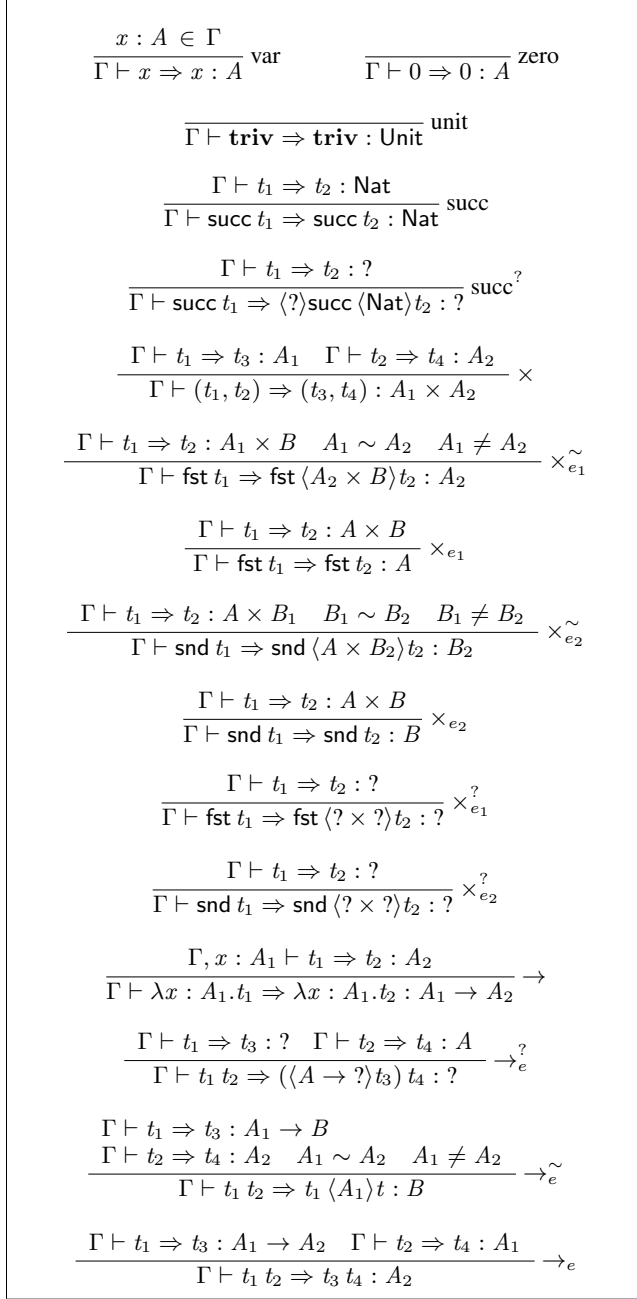 x : A ∈ Γ
Γ ⊢ x ⇒ x : A var
Γ ⊢ 0 ⇒ 0 : A zero
Γ ⊢ triv ⇒ triv : Unit unit
Γ ⊢ t₁ ⇒ t₂ : Nat
Γ ⊢ succ t₁ ⇒ succ t₂ : Nat succ
Γ ⊢ t₁ ⇒ t₂ : ?
Γ ⊢ succ t₁ ⇒ ⟨?⟩succ ⟨Nat⟩t₂ : ? succ^?
Γ ⊢ t₁ ⇒ t₃ : A₁ Γ ⊢ t₂ ⇒ t₄ : A₂
Γ ⊢ (t₁, t₂) ⇒ (t₃, t₄) : A₁ × A₂ ×
Γ ⊢ t₁ ⇒ t₂ : A₁ × B A₁ ∼ A₂ A₁ ≠ A₂
Γ ⊢ fst t₁ ⇒ fst ⟨A₂ × B⟩t₂ : A₂ ×_{e₁}^∼
Γ ⊢ t₁ ⇒ t₂ : A × B
Γ ⊢ fst t₁ ⇒ fst t₂ : A ×_{e₁}
Γ ⊢ t₁ ⇒ t₂ : A × B₁ B₁ ∼ B₂ B₁ ≠ B₂
Γ ⊢ snd t₁ ⇒ snd ⟨A × B₂⟩t₂ : B₂ ×_{e₂}^∼
Γ ⊢ t₁ ⇒ t₂ : A × B
Γ ⊢ snd t₁ ⇒ snd t₂ : B ×_{e₂}
Γ ⊢ t₁ ⇒ t₂ : ?
Γ ⊢ fst t₁ ⇒ fst ⟨? × ?⟩t₂ : ? ×_{e₁}^?
Γ ⊢ t₁ ⇒ t₂ : ?
Γ ⊢ snd t₁ ⇒ snd ⟨? × ?⟩t₂ : ? ×_{e₂}^?
Γ, x : A₁ ⊢ t₁ ⇒ t₂ : A₂
Γ ⊢ λx : A₁.t₁ ⇒ λx : A₁.t₂ : A₁ → A₂ →
Γ ⊢ t₁ ⇒ t₃ : ? Γ ⊢ t₂ ⇒ t₄ : A
Γ ⊢ t₁ t₂ ⇒ (⟨A → ?⟩t₃) t₄ : ? →_e^?
Γ ⊢ t₁ ⇒ t₃ : A₁ → B
Γ ⊢ t₂ ⇒ t₄ : A₂ A₁ ∼ A₂ A₁ ≠ A₂
Γ ⊢ t₁ t₂ ⇒ t₁ ⟨A₁⟩t : B →_e^∼
Γ ⊢ t₁ ⇒ t₃ : A₁ → A₂ Γ ⊢ t₂ ⇒ t₄ : A₁
Γ ⊢ t₁ t₂ ⇒ t₃ t₄ : A₂ →_e